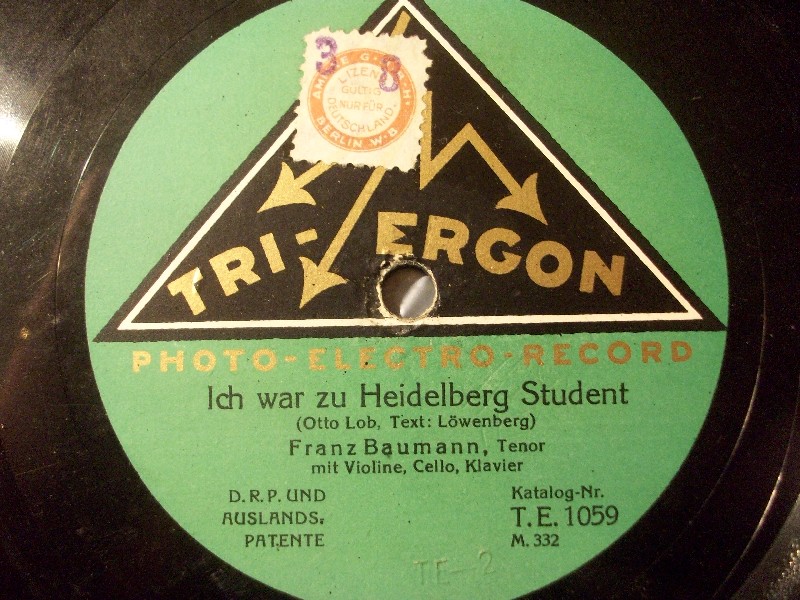 3 8
AMMRE G.M.B.H.
LIZENZ
GÜLTIG
NUR FÜR
DEUTSCHLAND.
BERLIN W. 8
TRI-ERGON
PHOTO-ELECTRO-RECORD
Ich war zu Heidelberg Student
(Otto Lob, Text: Löwenberg)
Franz Baumann, Tenor
mit Violine, Cello, Klavier
D.R.P. UND
AUSLANDS-
PATENTE
Katalog-Nr.
T.E. 1059
M. 332
TE-2